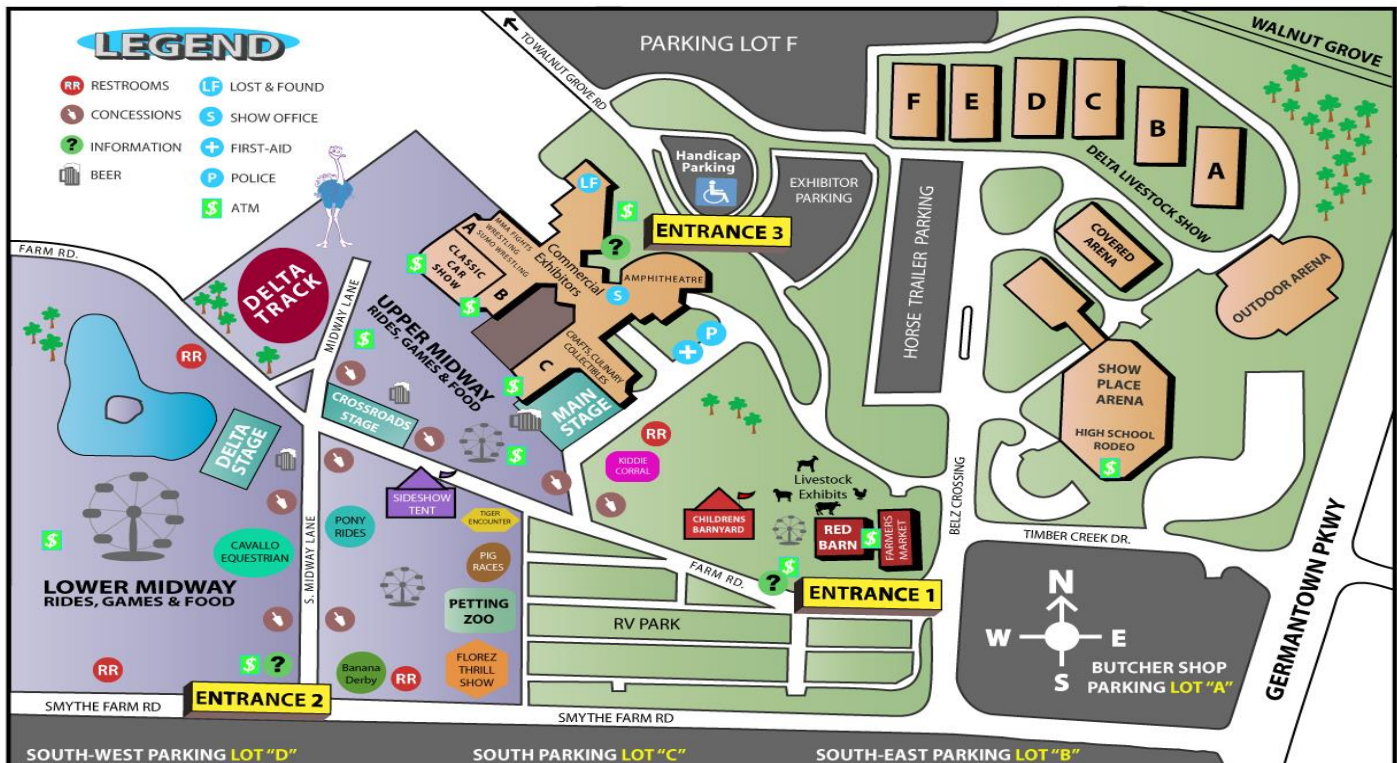 LEGEND
RR RESTROOMS
CONCESSIONS
? INFORMATION
BEER
LF LOST & FOUND
S SHOW OFFICE
FIRST-AID
P POLICE
$ ATM
TO WALNUT GROVE RD
PARKING LOT F
WALNUT GROVE
F
E
D
C
B
A
DELTA LIVESTOCK SHOW
Handicap
Parking
EXHIBITOR
PARKING
HORSE TRAILER PARKING
COVERED
ARENA
OUTDOOR ARENA
SHOW
PLACE
ARENA
HIGH SCHOOL
RODEO
$
LF
$
?
ENTRANCE 3
A
MMA FIGHTS
WRESTLING
SUMO WRESTLING
CLASSIC
CAR
SHOW
B
Commercial
Exhibitors
AMPHITHEATRE
S
P
C
CRAFTS, CULINARY
COLLECTIBLES
MAIN
STAGE
$
$
$
$
$
FARM RD.
DELTA
TRACK
MIDWAY LANE
UPPER MIDWAY
RIDES, GAMES & FOOD
RR
CROSSROADS
STAGE
DELTA
STAGE
SIDESHOW
TENT
RR
KIDDIE
CORRAL
Livestock
Exhibits
CHILDRENS
BARNYARD
RED
BARN
$
FARMERS
MARKET
BELZ CROSSING
TIMBER CREEK DR.
GERMANTOWN PKWY
$
CAVALLO
EQUESTRIAN
LOWER MIDWAY
RIDES, GAMES & FOOD
S. MIDWAY LANE
PONY
RIDES
TIGER
ENCOUNTER
PIG
RACES
PETTING
ZOO
FLOREZ
THRILL
SHOW
Banana
Derby
RR
FARM RD.
?
$
ENTRANCE 1
RV PARK
N
W
E
S
BUTCHER SHOP
PARKING LOT "A"
RR
$
?
ENTRANCE 2
SMYTHE FARM RD
SMYTHE FARM RD
SOUTH-WEST PARKING LOT "D"
SOUTH PARKING LOT "C"
SOUTH-EAST PARKING LOT "B"